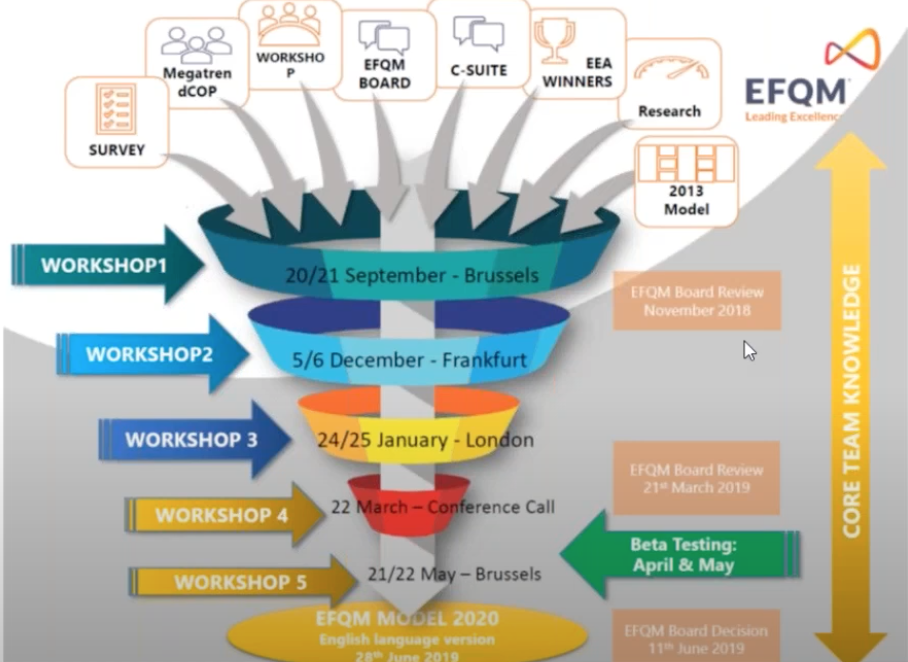 SURVEY
Megatren
dCOP
WORKSHO
P
EFQM
BOARD
C-SUITE
EEA
WINNERS
Research
2013
Model
EFQM
Leading Excellence
WORKSHOP1
20/21 September - Brussels
EFQM Board Review
November 2018
WORKSHOP2
5/6 December - Frankfurt
WORKSHOP 3
24/25 January - London
EFQM Board Review
21st March 2019
WORKSHOP 4
22 March – Conference Call
Beta Testing:
April & May
WORKSHOP 5
21/22 May – Brussels
EFQM MODEL 2020
English language version
28th June 2019
EFQM Board Decision
11th June 2019
CORE TEAM KNOWLEDGE